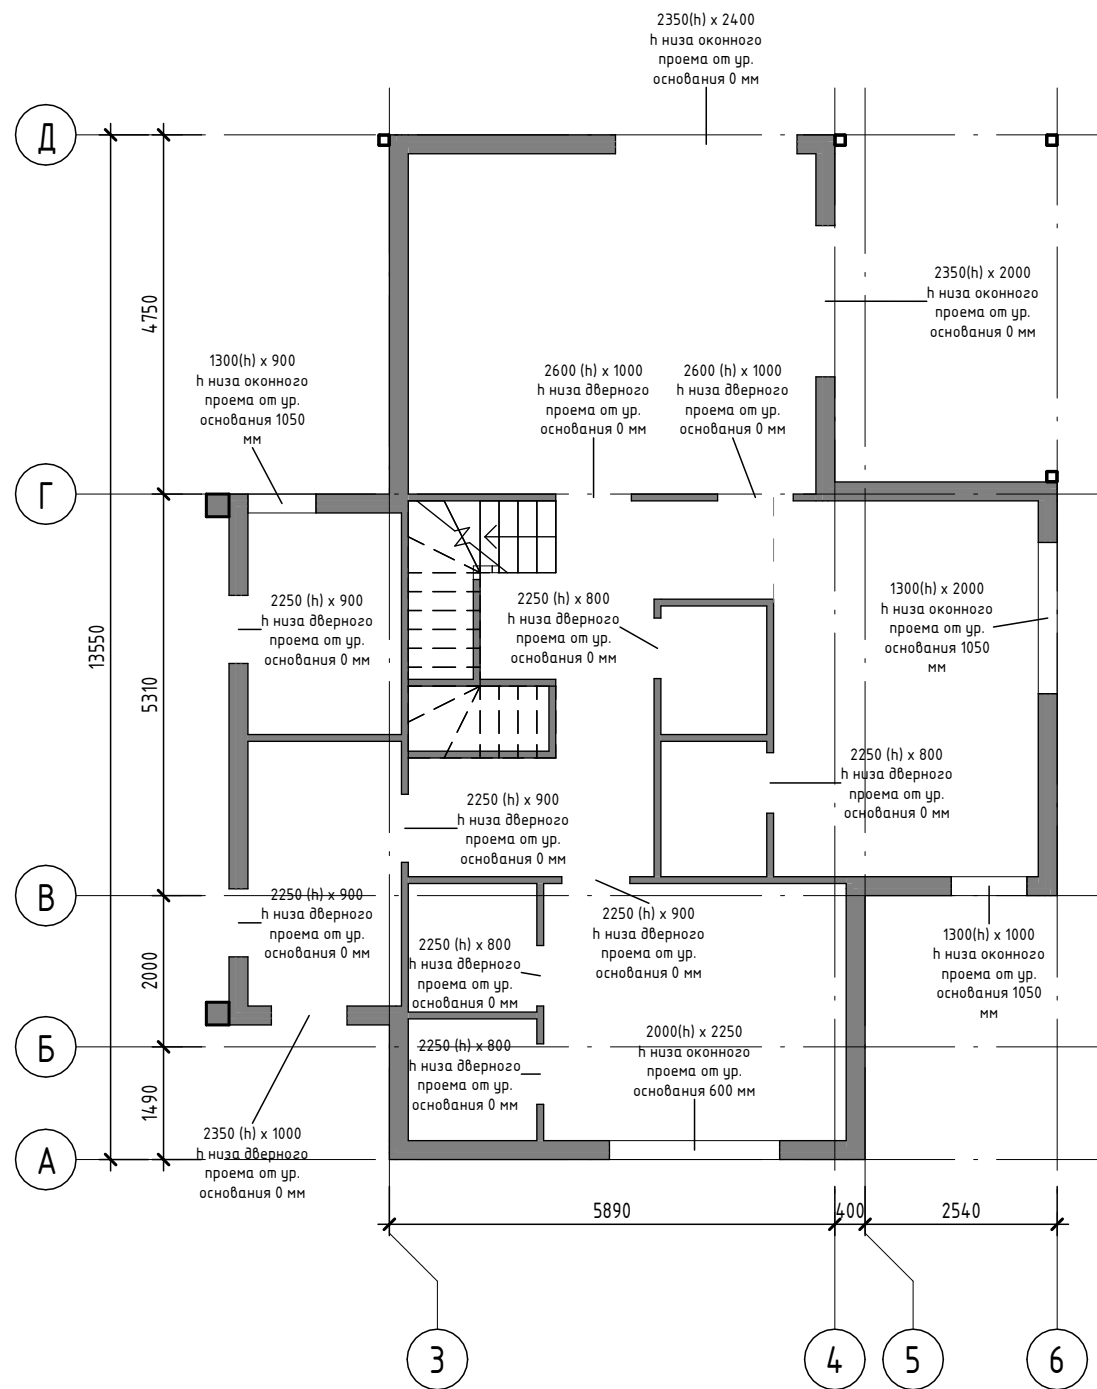 2350(h) x 2400
h низа оконного
проема от ур.
основания 0 мм
Д
2350(h) x 2000
h низа оконного
проема от ур.
основания 0 мм
4750
1300(h) x 900
h низа оконного
проема от ур.
основания 1050
мм
2600 (h) x 1000
h низа дверного
проема от ур.
основания 0 мм
2600 (h) x 1000
h низа дверного
проема от ур.
основания 0 мм
Г
2250 (h) x 900
h низа дверного
проема от ур.
основания 0 мм
2250 (h) x 800
h низа дверного
проема от ур.
основания 0 мм
1300(h) x 2000
h низа оконного
проема от ур.
основания 1050
мм
13550
5310
2250 (h) x 800
h низа дверного
проема от ур.
основания 0 мм
2250 (h) x 900
h низа дверного
проема от ур.
основания 0 мм
В
2250 (h) x 900
h низа дверного
проема от ур.
основания 0 мм
2250 (h) x 900
h низа дверного
проема от ур.
основания 0 мм
2250 (h) x 800
h низа дверного
проема от ур.
основания 0 мм
1300(h) x 1000
h низа оконного
проема от ур.
основания 1050
мм
2000
Б
2250 (h) x 800
h низа дверного
проема от ур.
основания 0 мм
2000(h) x 2250
h низа оконного
проема от ур.
основания 600 мм
1490
2350 (h) x 1000
h низа дверного
проема от ур.
основания 0 мм
А
5890
400
2540
3
4
5
6